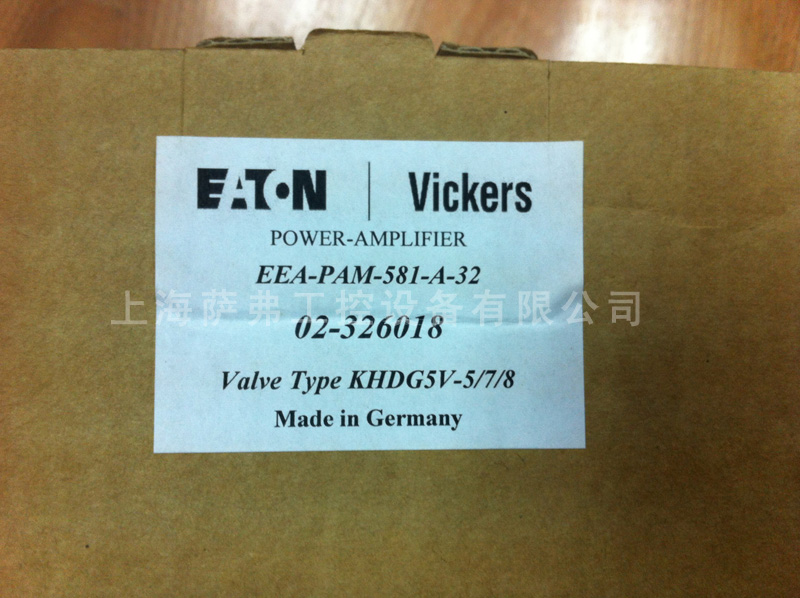 EATON | Vickers
POWER-AMPLIFIER
EEA-PAM-581-A-32
上海萨弗工控设备有限公司
02-326018
Valve Type KHDG5V-5/7/8
Made in Germany